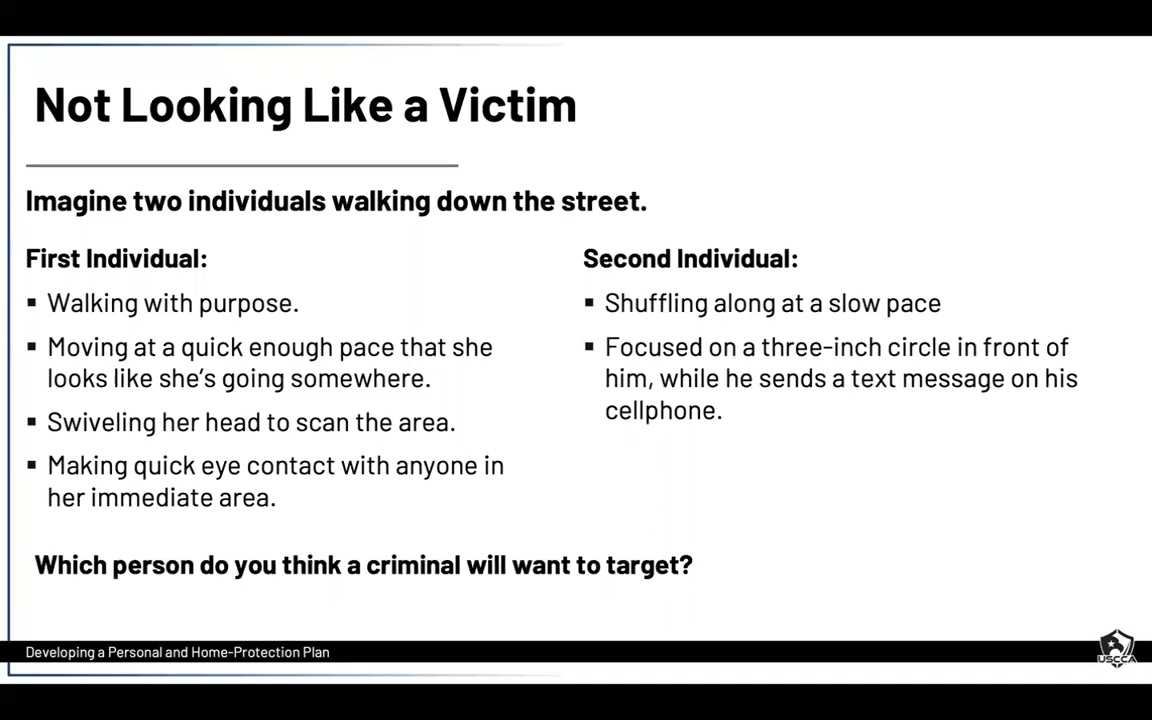 Not Looking Like a Victim
Imagine two individuals walking down the street.
First Individual:
▪ Walking with purpose.
▪ Moving at a quick enough pace that she
looks like she's going somewhere.
▪ Swiveling her head to scan the area.
▪ Making quick eye contact with anyone in
her immediate area.
Second Individual:
▪ Shuffling along at a slow pace
▪ Focused on a three-inch circle in front of
him, while he sends a text message on his
cellphone.
Which person do you think a criminal will want to target?
Developing a Personal and Home-Protection Plan
USCCA